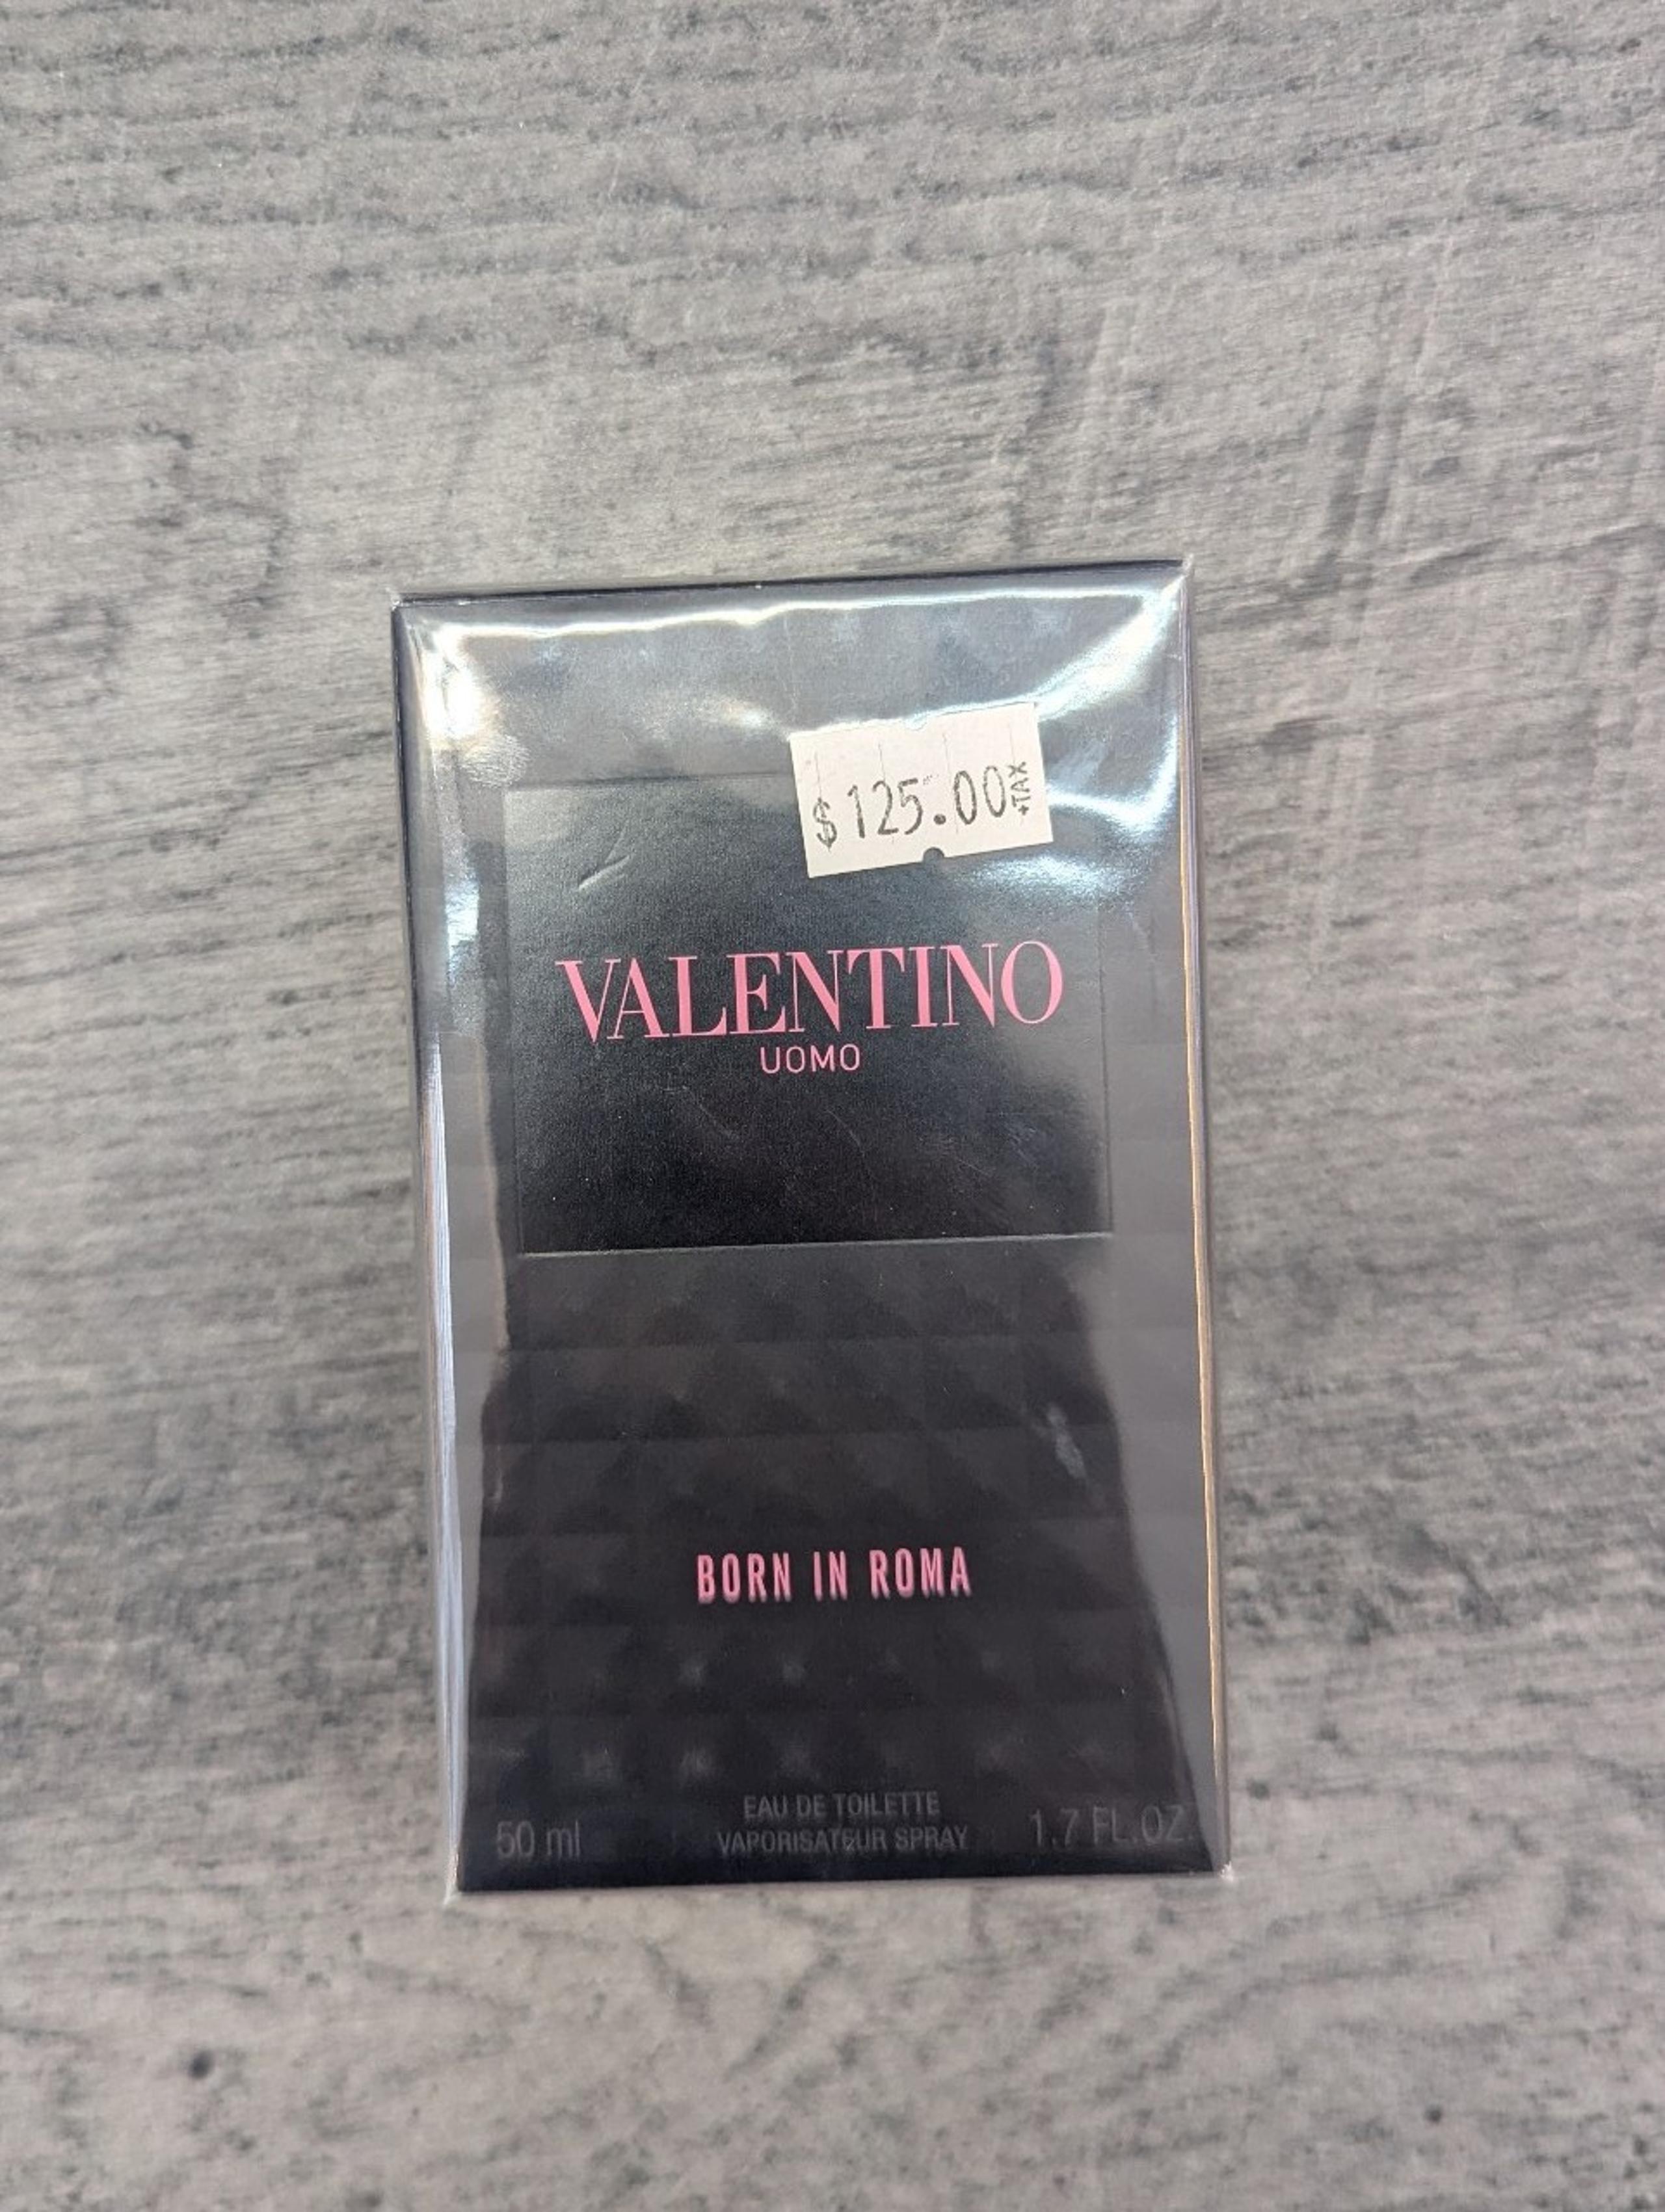 $125.00 +TAX
VALENTINO
UOMO
BORN IN ROMA
EAU DE TOILETTE
50 ml VAPORISATEUR SPRAY 1.7 FL.OZ.